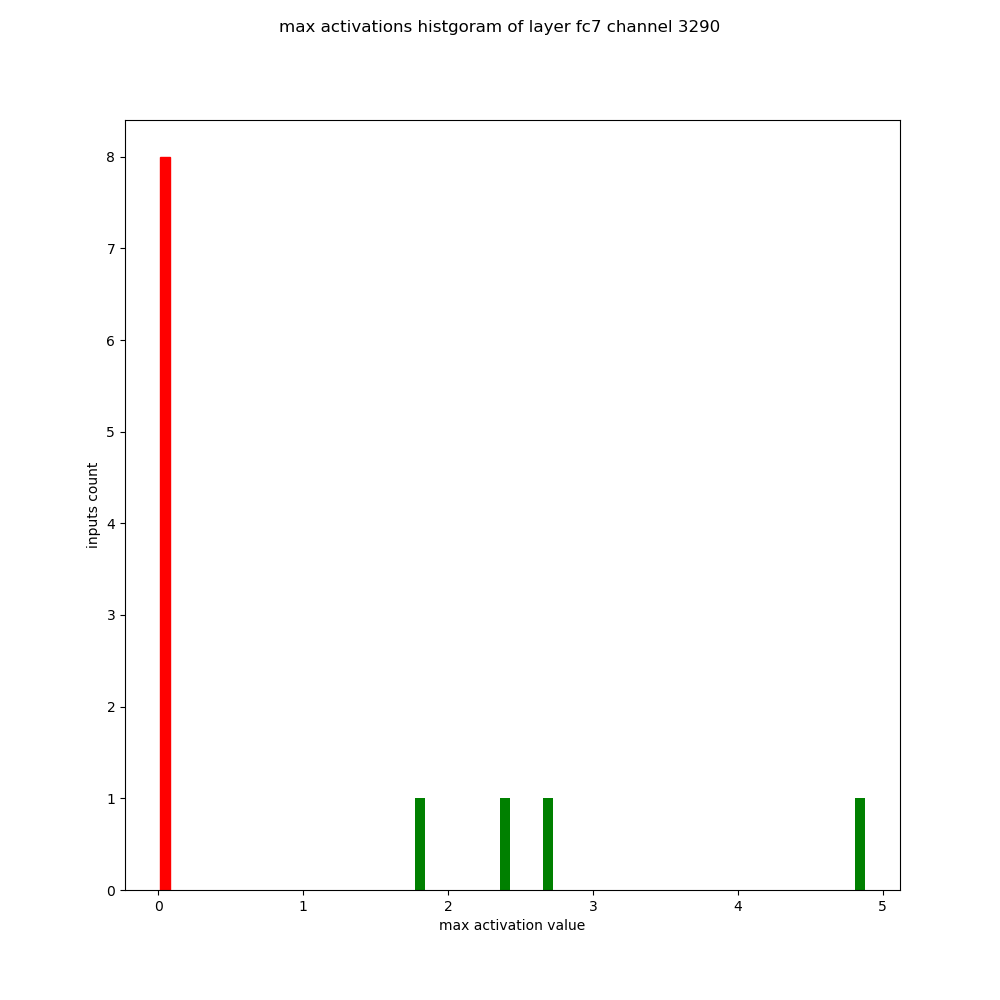 max activations histgoram of layer fc7 channel 3290
8
7
6
5
4
3
2
1
0
inputs count
0 1 2 3 4 5
max activation value